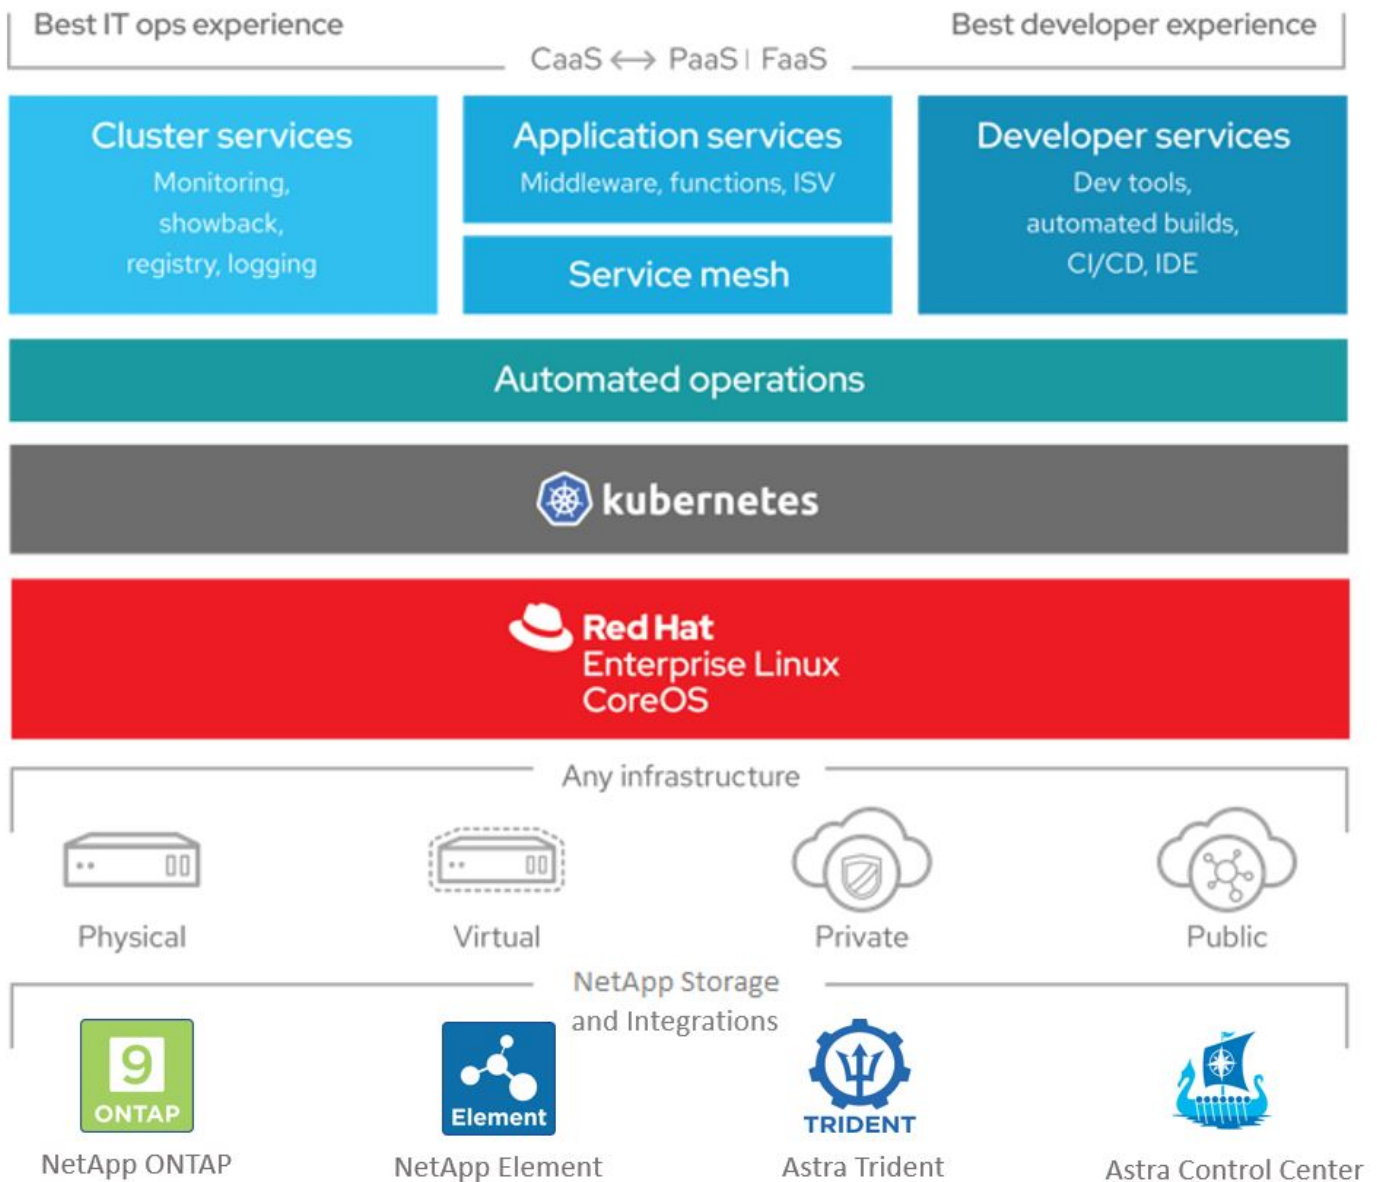 Best IT ops experience
Best developer experience
CaaS ↔ PaaS | FaaS
Cluster services
Monitoring,
showback,
registry, logging
Application services
Middleware, functions, ISV
Service mesh
Developer services
Dev tools,
automated builds,
CI/CD, IDE
Automated operations
kubernetes
Red Hat
Enterprise Linux
CoreOS
Any infrastructure
Physical
Virtual
Private
Public
NetApp Storage
and Integrations
9
ONTAP
NetApp ONTAP
Element
NetApp Element
TRIDENT
Astra Trident
Astra Control Center